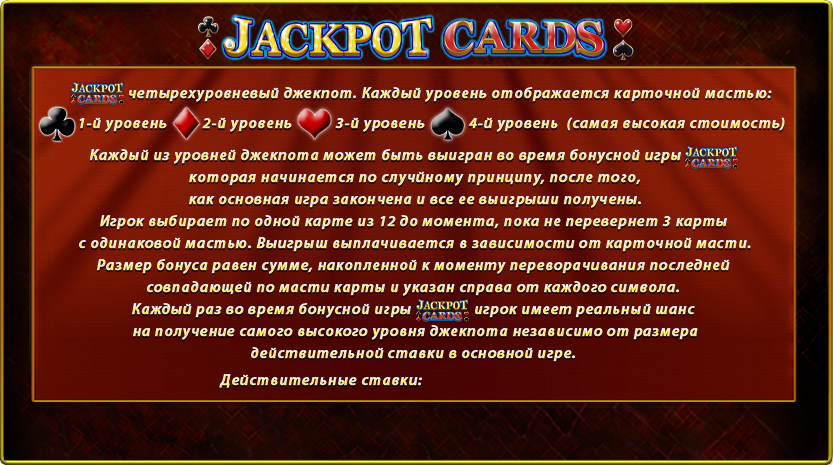 JACKPOT CARDS
JACKPOT CARDS четырехуровневый джекпот. Каждый уровень отображается карточной мастью:
1-й уровень 2-й уровень 3-й уровень 4-й уровень (самая высокая стоимость)
Каждый из уровней джекпота может быть выигран во время бонусной игры JACKPOT CARDS
которая начинается по случйному принципу, после того,
как основная игра закончена и все ее выигрыши получены.
Игрок выбирает по одной карте из 12 до момента, пока не перевернет 3 карты
с одинаковой мастью. Выигрыш выплачивается в зависимости от карточной масти.
Размер бонуса равен сумме, накопленной к моменту переворачивания последней
совпадающей по масти карты и указан справа от каждого символа.
Каждый раз во время бонусной игры JACKPOT CARDS игрок имеет реальный шанс
на получение самого высокого уровня джекпота независимо от размера
действительной ставки в основной игре.
Действительные ставки: